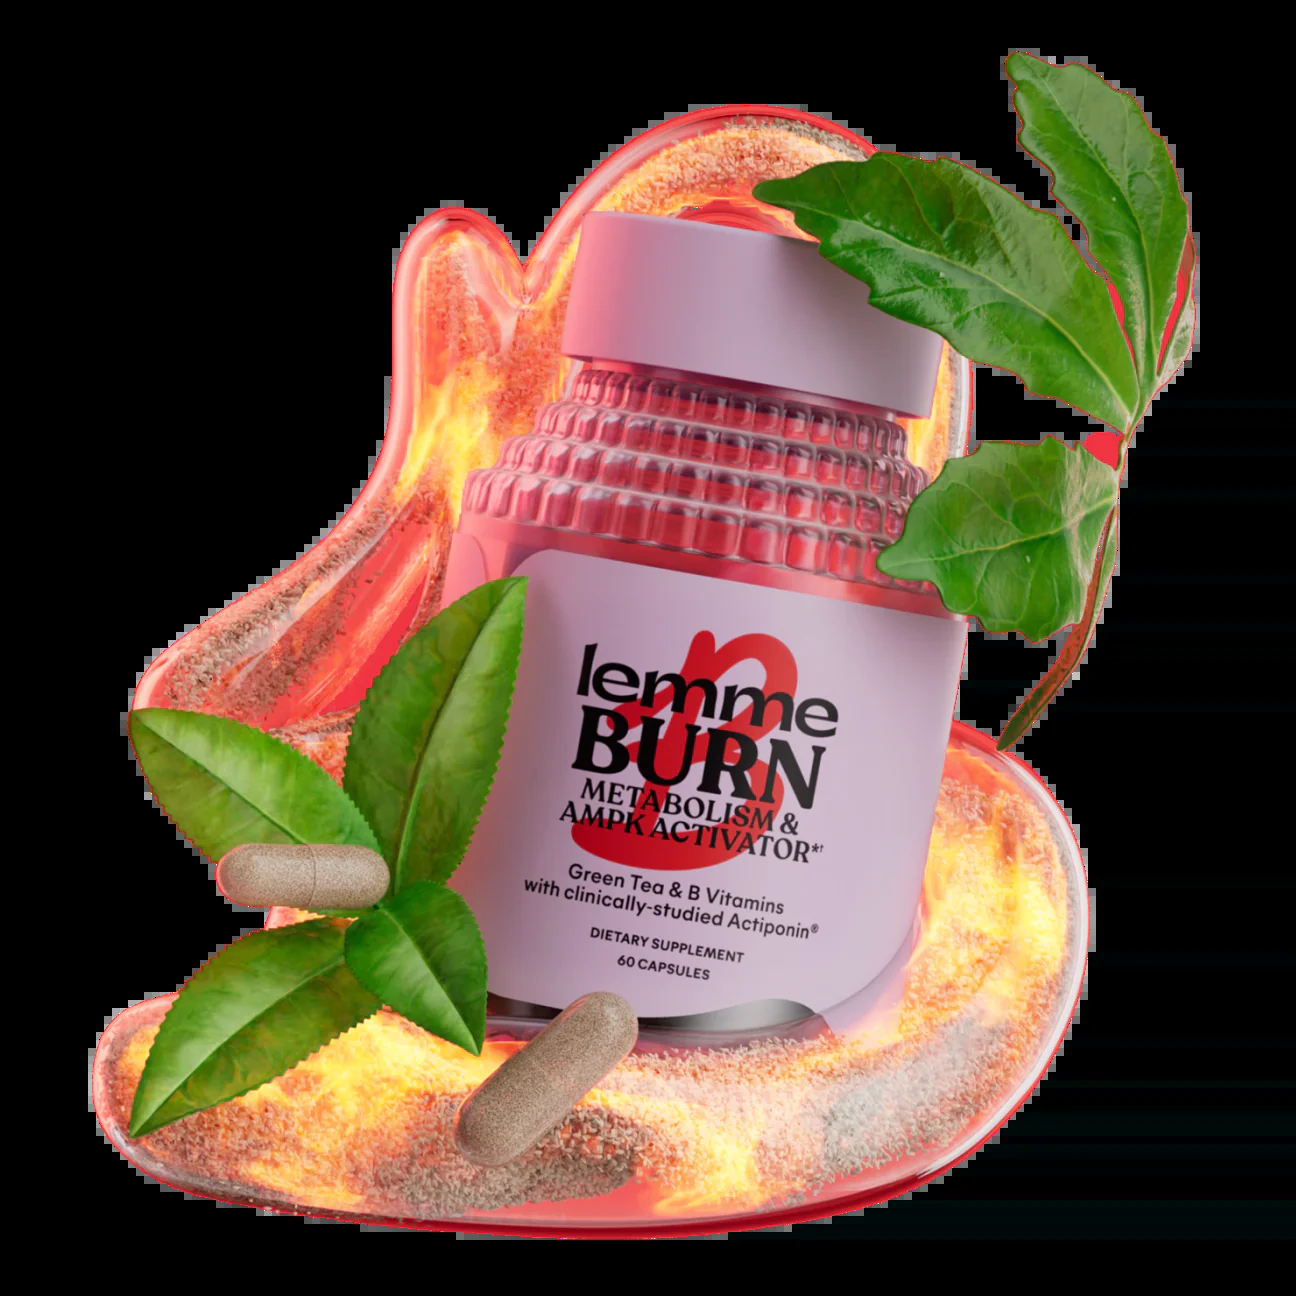 lemme
BURN
METABOLISM &
AMPK ACTIVATOR*†
Green Tea & B Vitamins
with clinically-studied Actiponin®
DIETARY SUPPLEMENT
60 CAPSULES